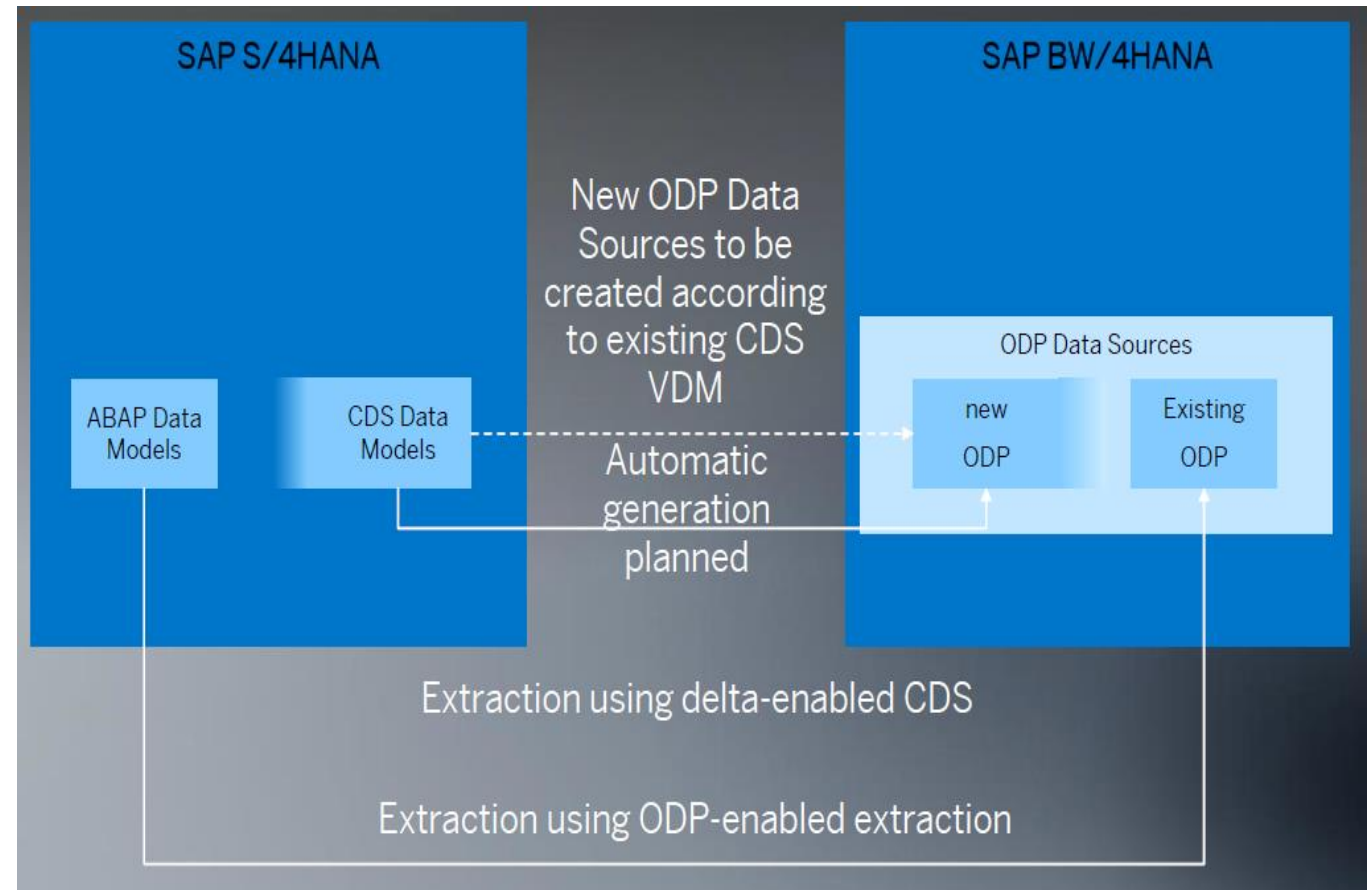 SAP S/4HANA
SAP BW/4HANA
New ODP Data
Sources to be
created according
to existing CDS
VDM
ODP Data Sources
ABAP Data
Models
CDS Data
Models
new
ODP
Existing
ODP
Automatic
generation
planned
Extraction using delta-enabled CDS
Extraction using ODP-enabled extraction